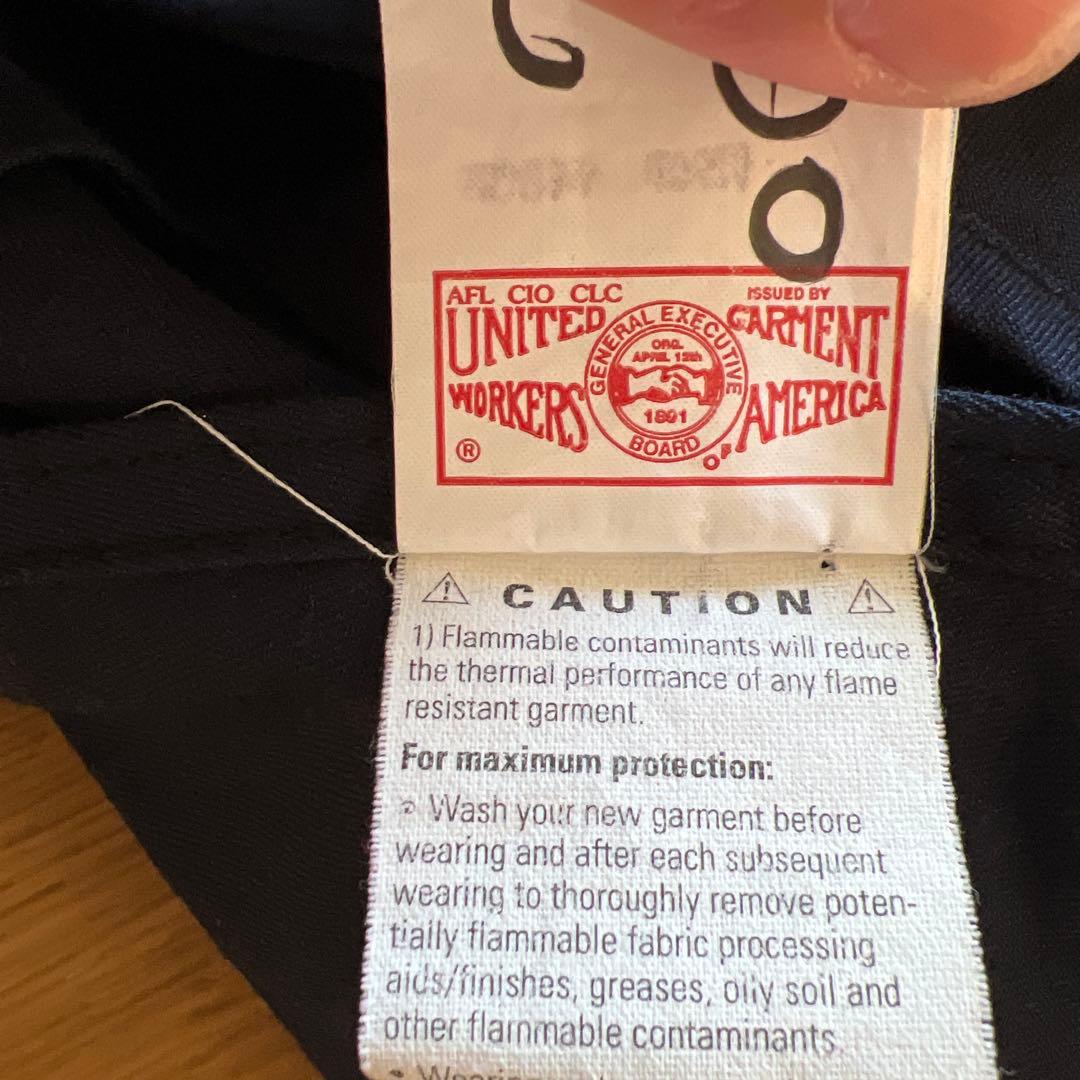 AFL CIO CLC ISSUED BY
UNITED GARMENT
WORKERS OF AMERICA
GENERAL EXECUTIVE
ORG.
APRIL 12th
1891
BOARD
®
CAUTION
1) Flammable contaminants will reduce
the thermal performance of any flame
resistant garment.
For maximum protection:
• Wash your new garment before
wearing and after each subsequent
wearing to thoroughly remove poten-
tially flammable fabric processing
aids/finishes, greases, oily soil and
other flammable contaminants.